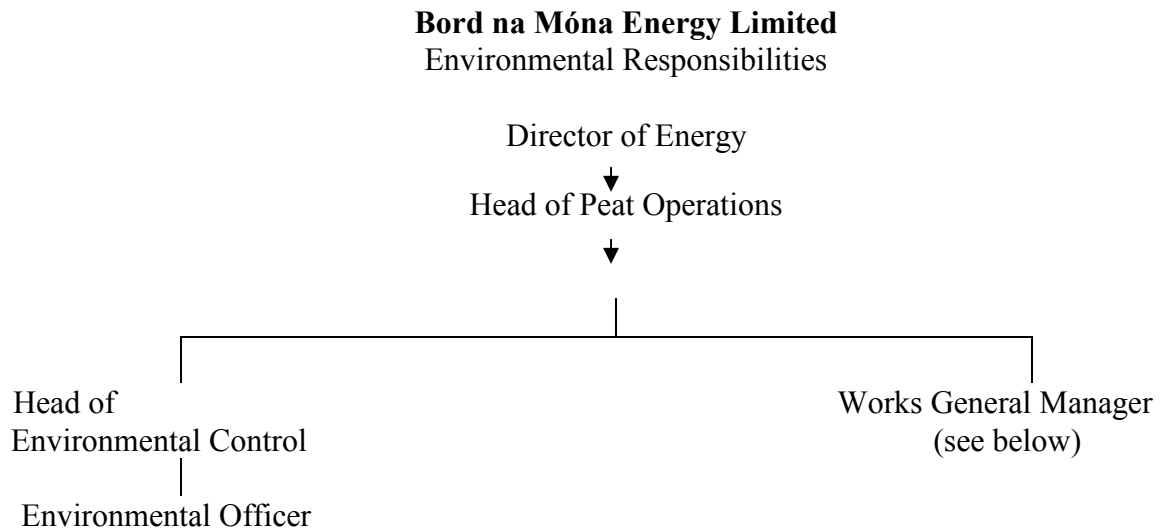 Bord na Móna Energy Limited
Environmental Responsibilities
Director of Energy
Head of Peat Operations
Head of
Environmental Control
Environmental Officer
Works General Manager
(see below)